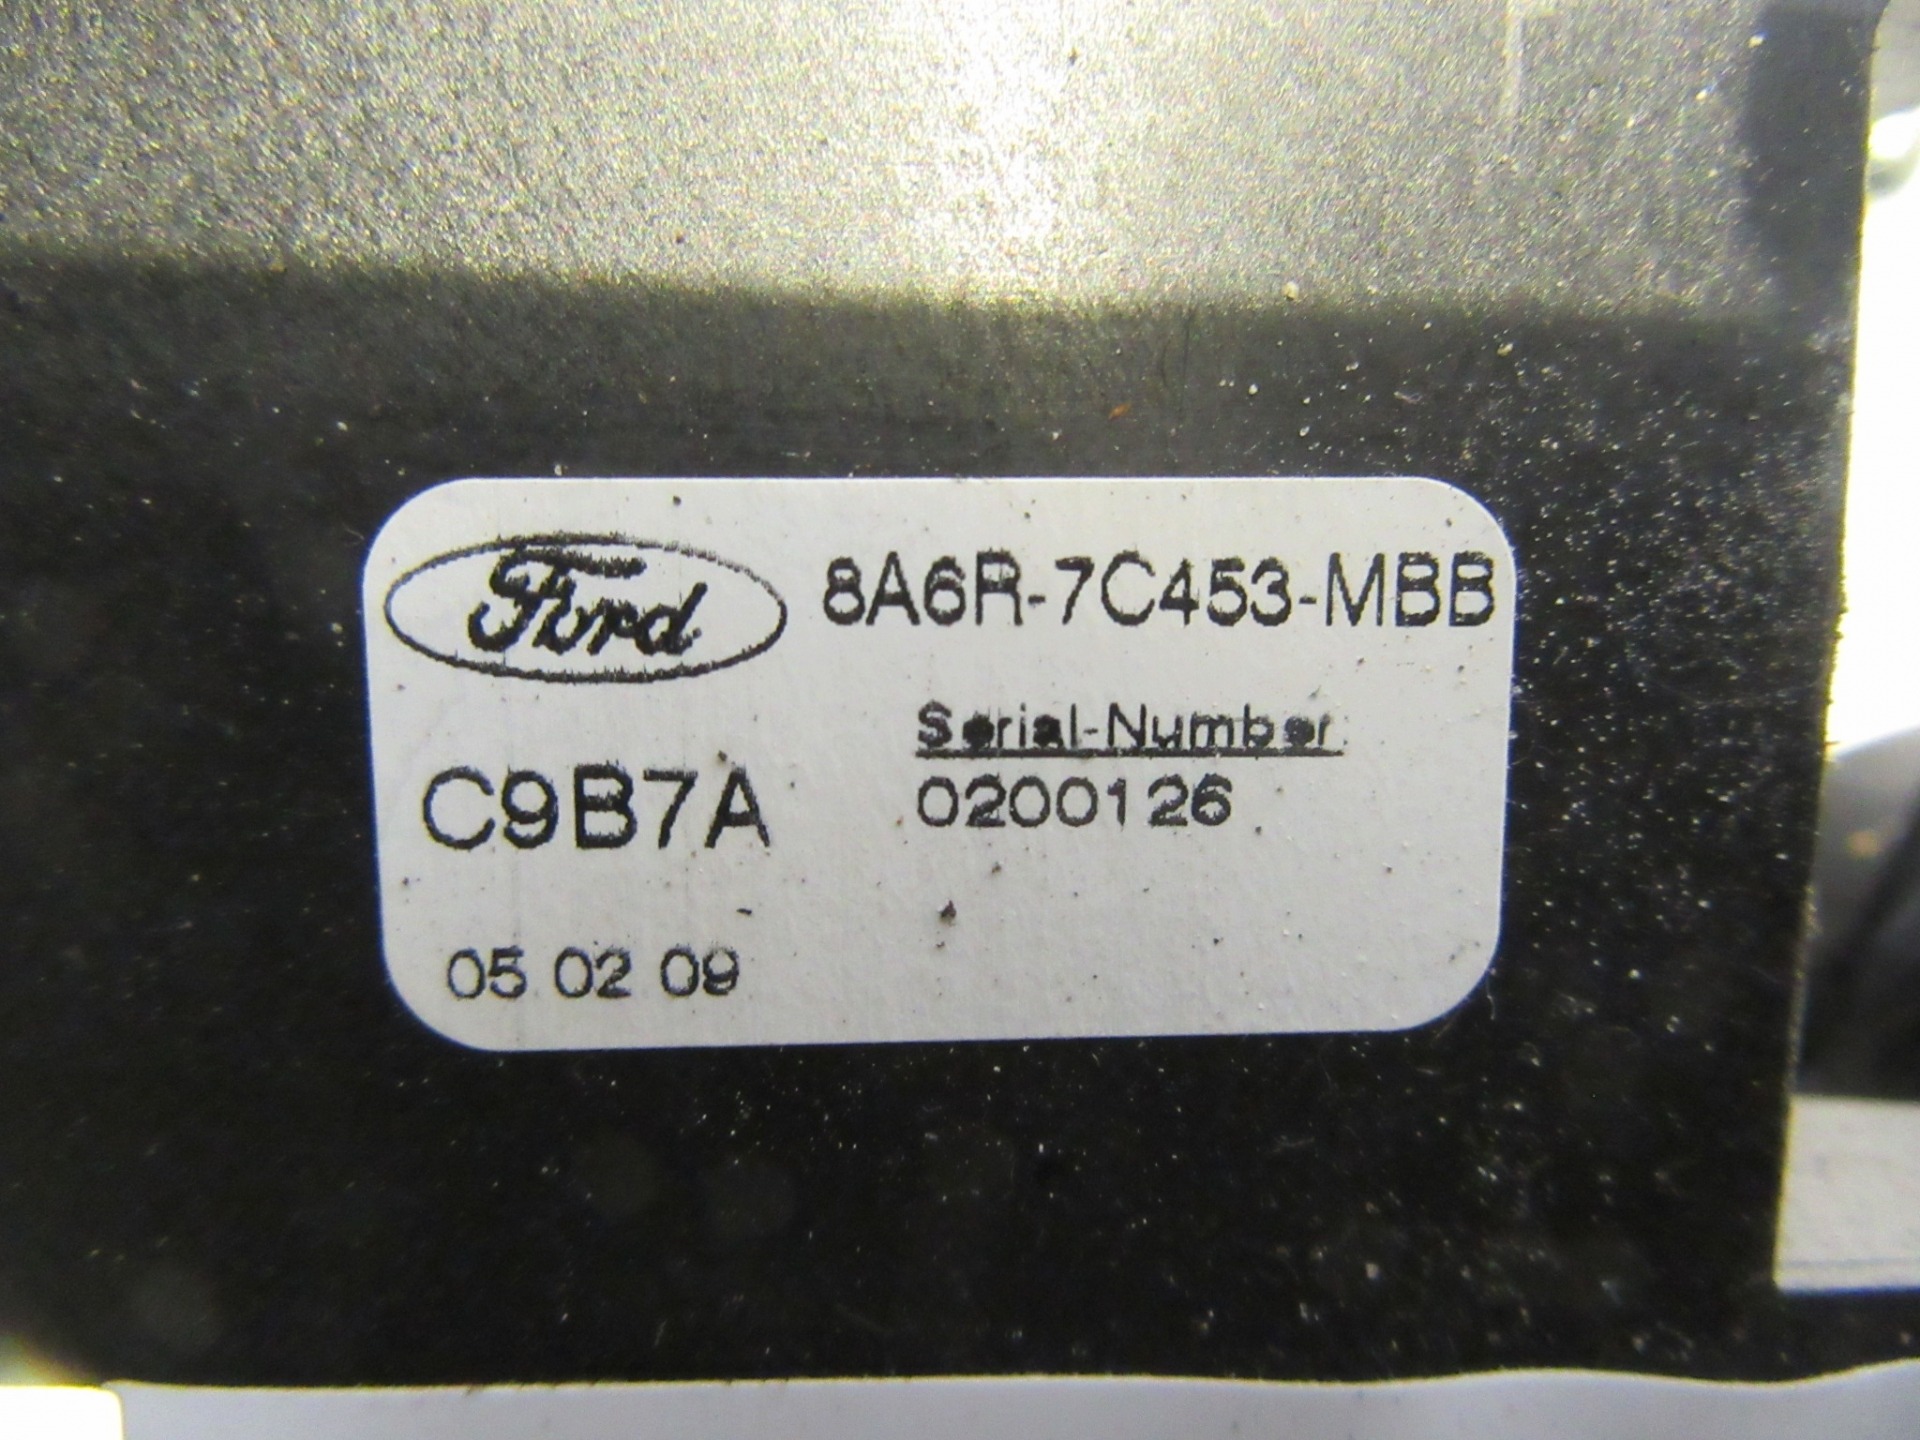 Ford 8A6R-7C453-MBB
Serial-Number
C9B7A 0200126
05 02 09